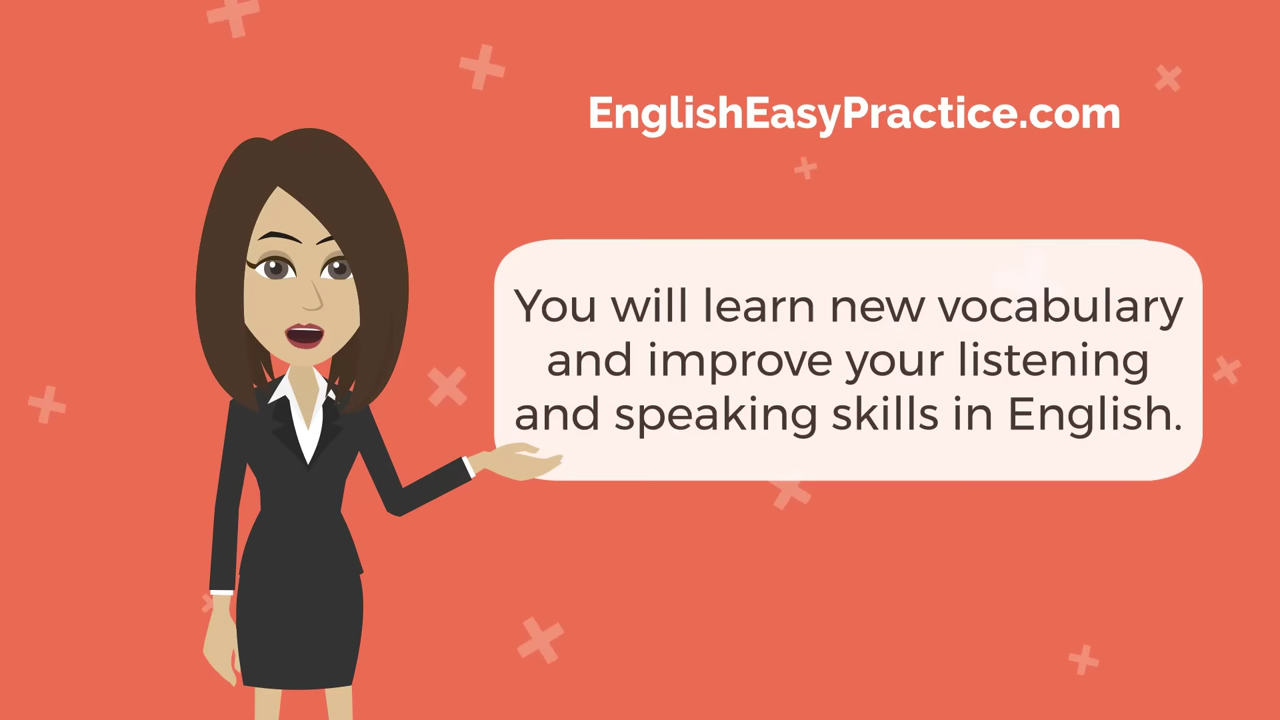 EnglishEasyPractice.com
You will learn new vocabulary
and improve your listening
and speaking skills in English.